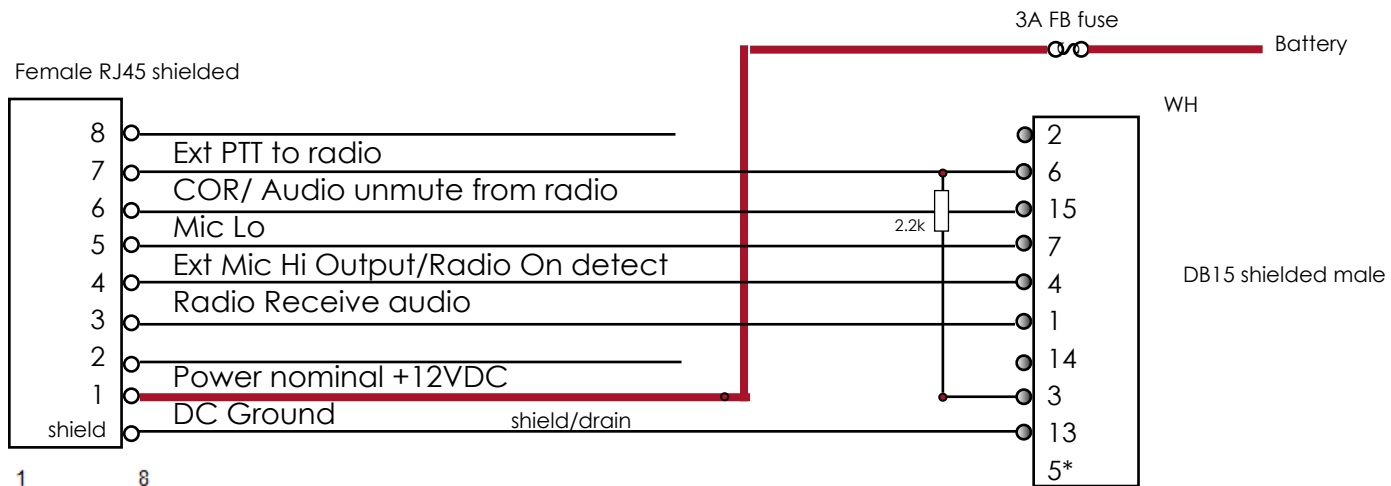 3A FB fuse
Battery
Female RJ45 shielded
WH
8
2
Ext PTT to radio
7
6
COR/ Audio unmute from radio
6
15
Mic Lo
2.2k
5
7
Ext Mic Hi Output/Radio On detect
4
4
DB15 shielded male
Radio Receive audio
3
1
2
14
Power nominal +12VDC
1
3
DC Ground
shield/drain
shield
13
5*
1 8